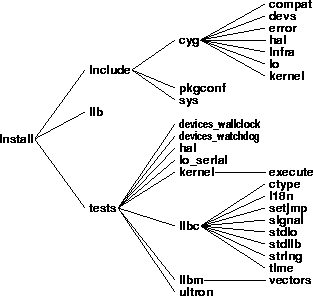 compat
devs
cyg
error
hal
infra
include
io
kernel
pkgconf
sys
lib
install
devices_wallclock
devices_watchdog
hal
io_serial
kernel
execute
ctype
i18n
tests
setjmp
libc
signal
stdio
stdlib
string
time
libm
vectors
uitron